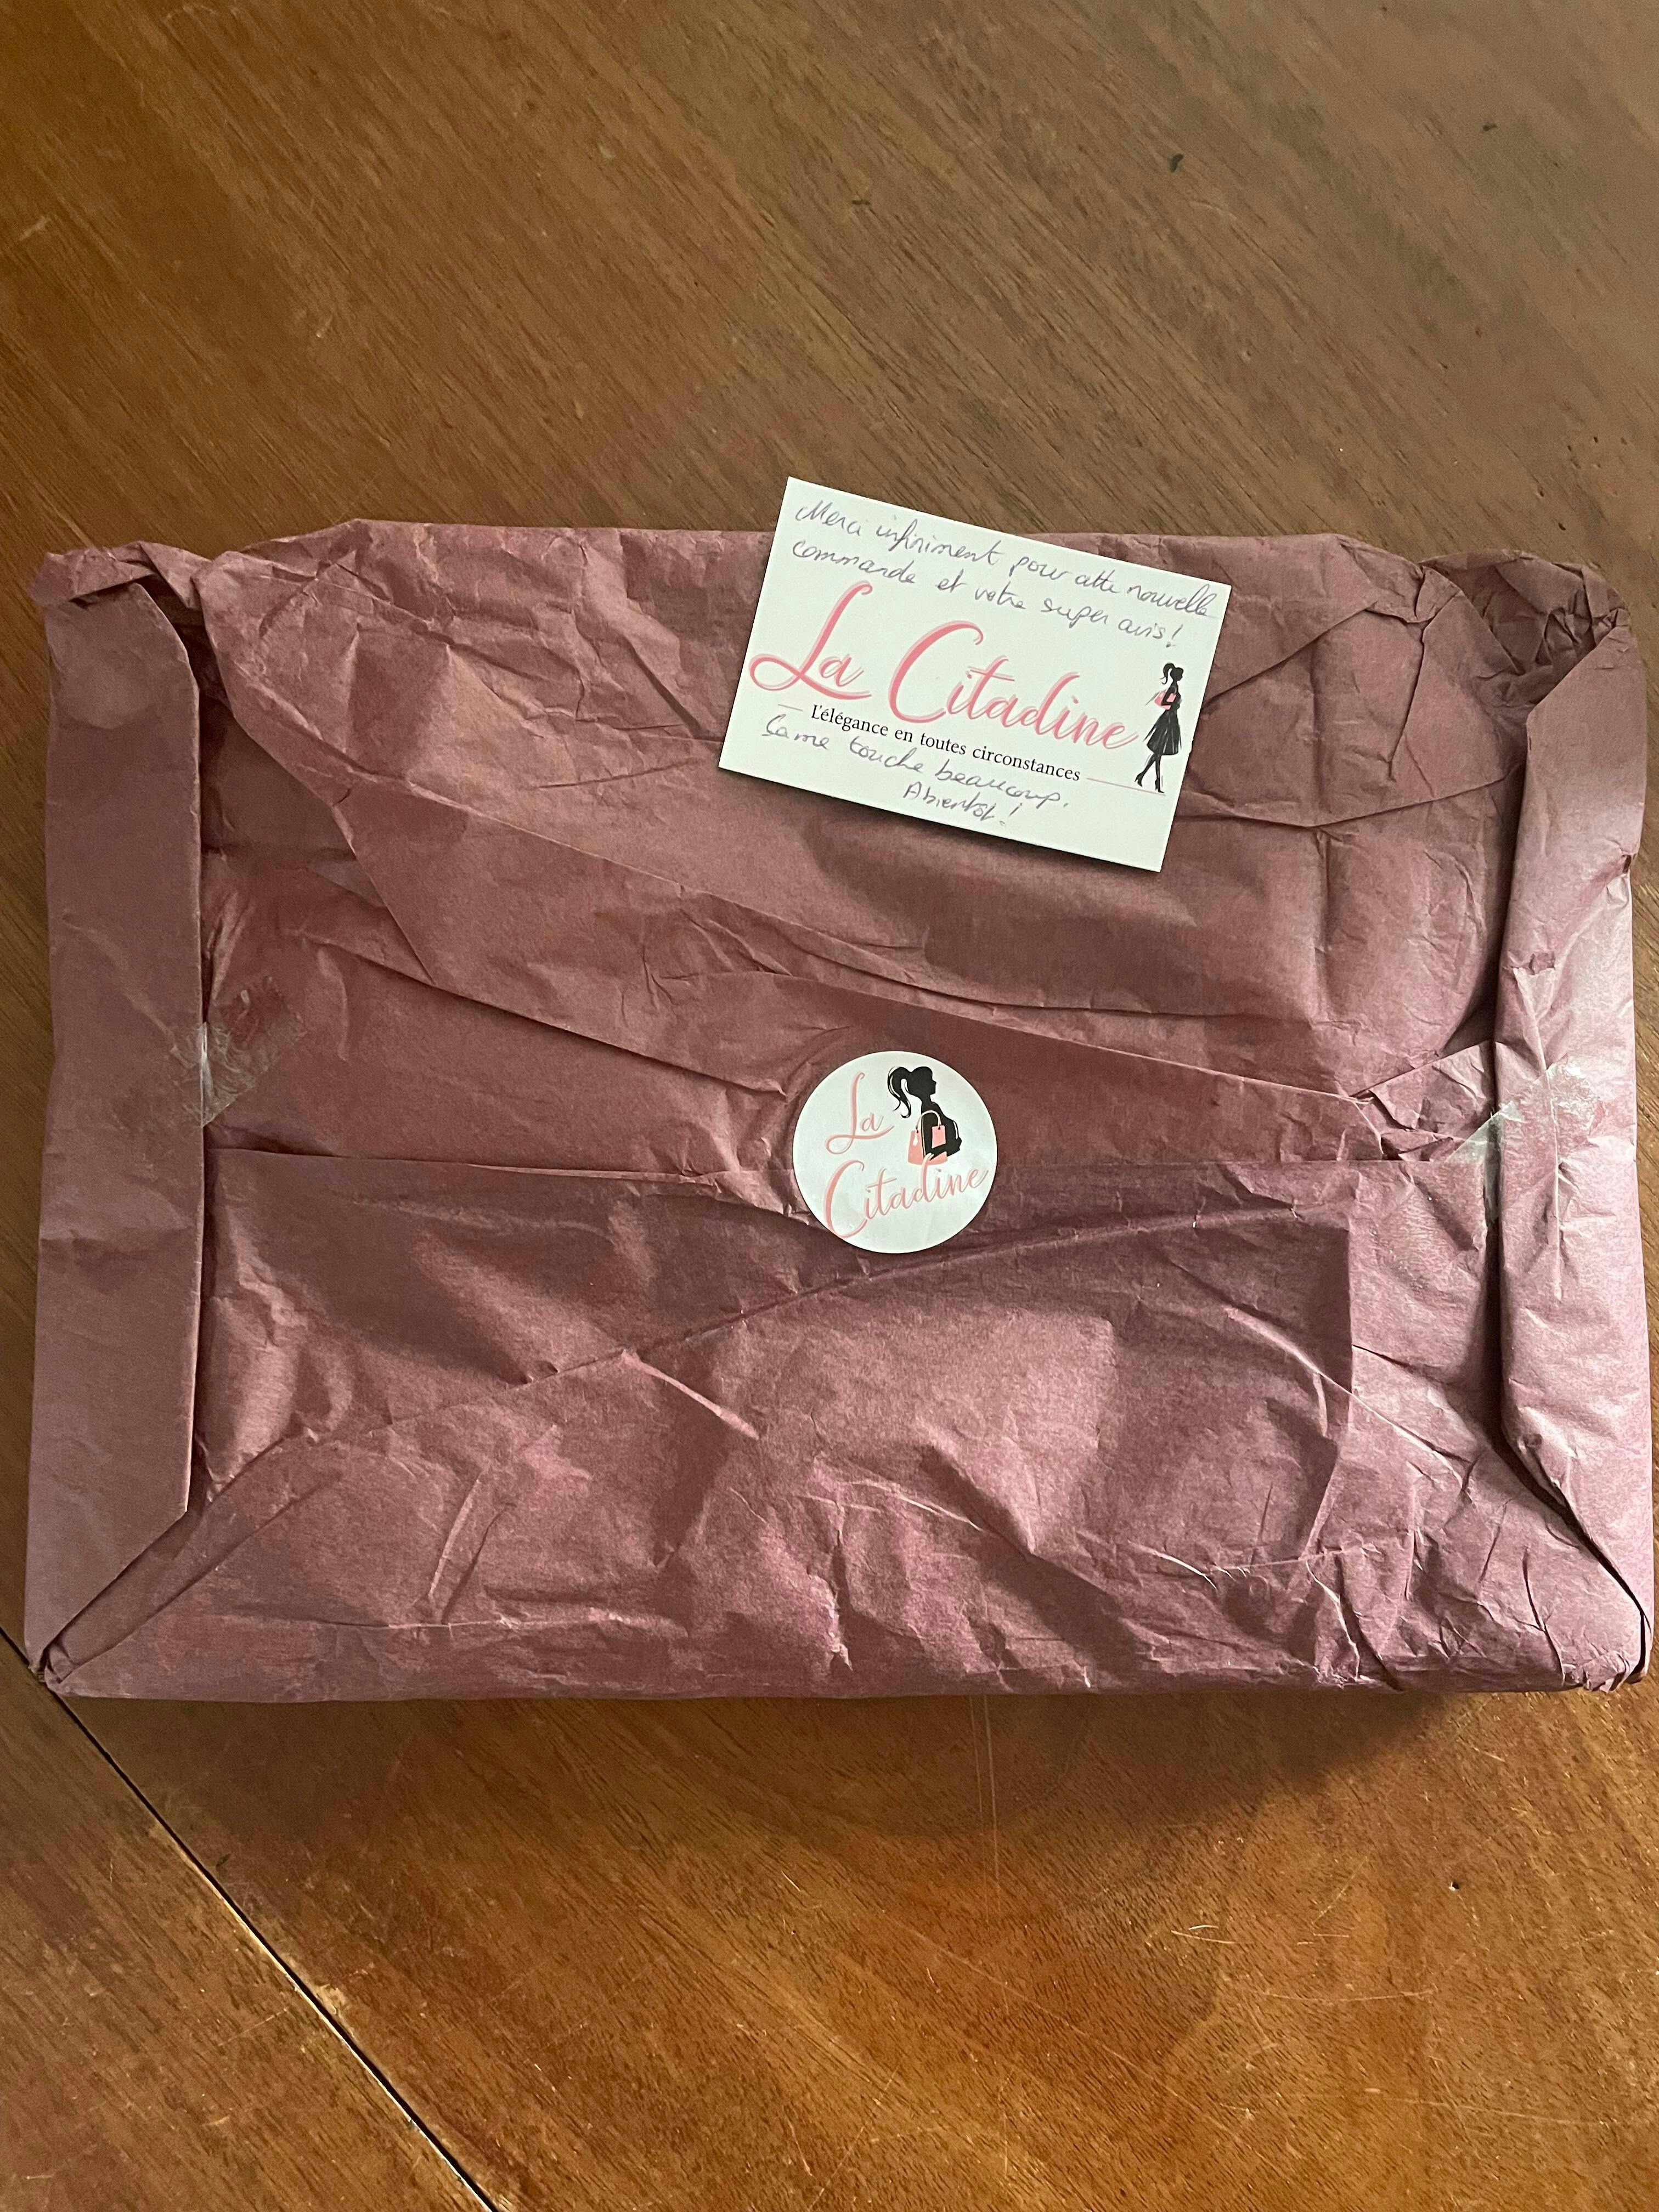 Merci infiniment pour cette nouvelle
commande et votre super avis!
La Citadine
L'élégance en toutes circonstances
Ça me touche beaucoup.
Abientôt!
La
Citadine